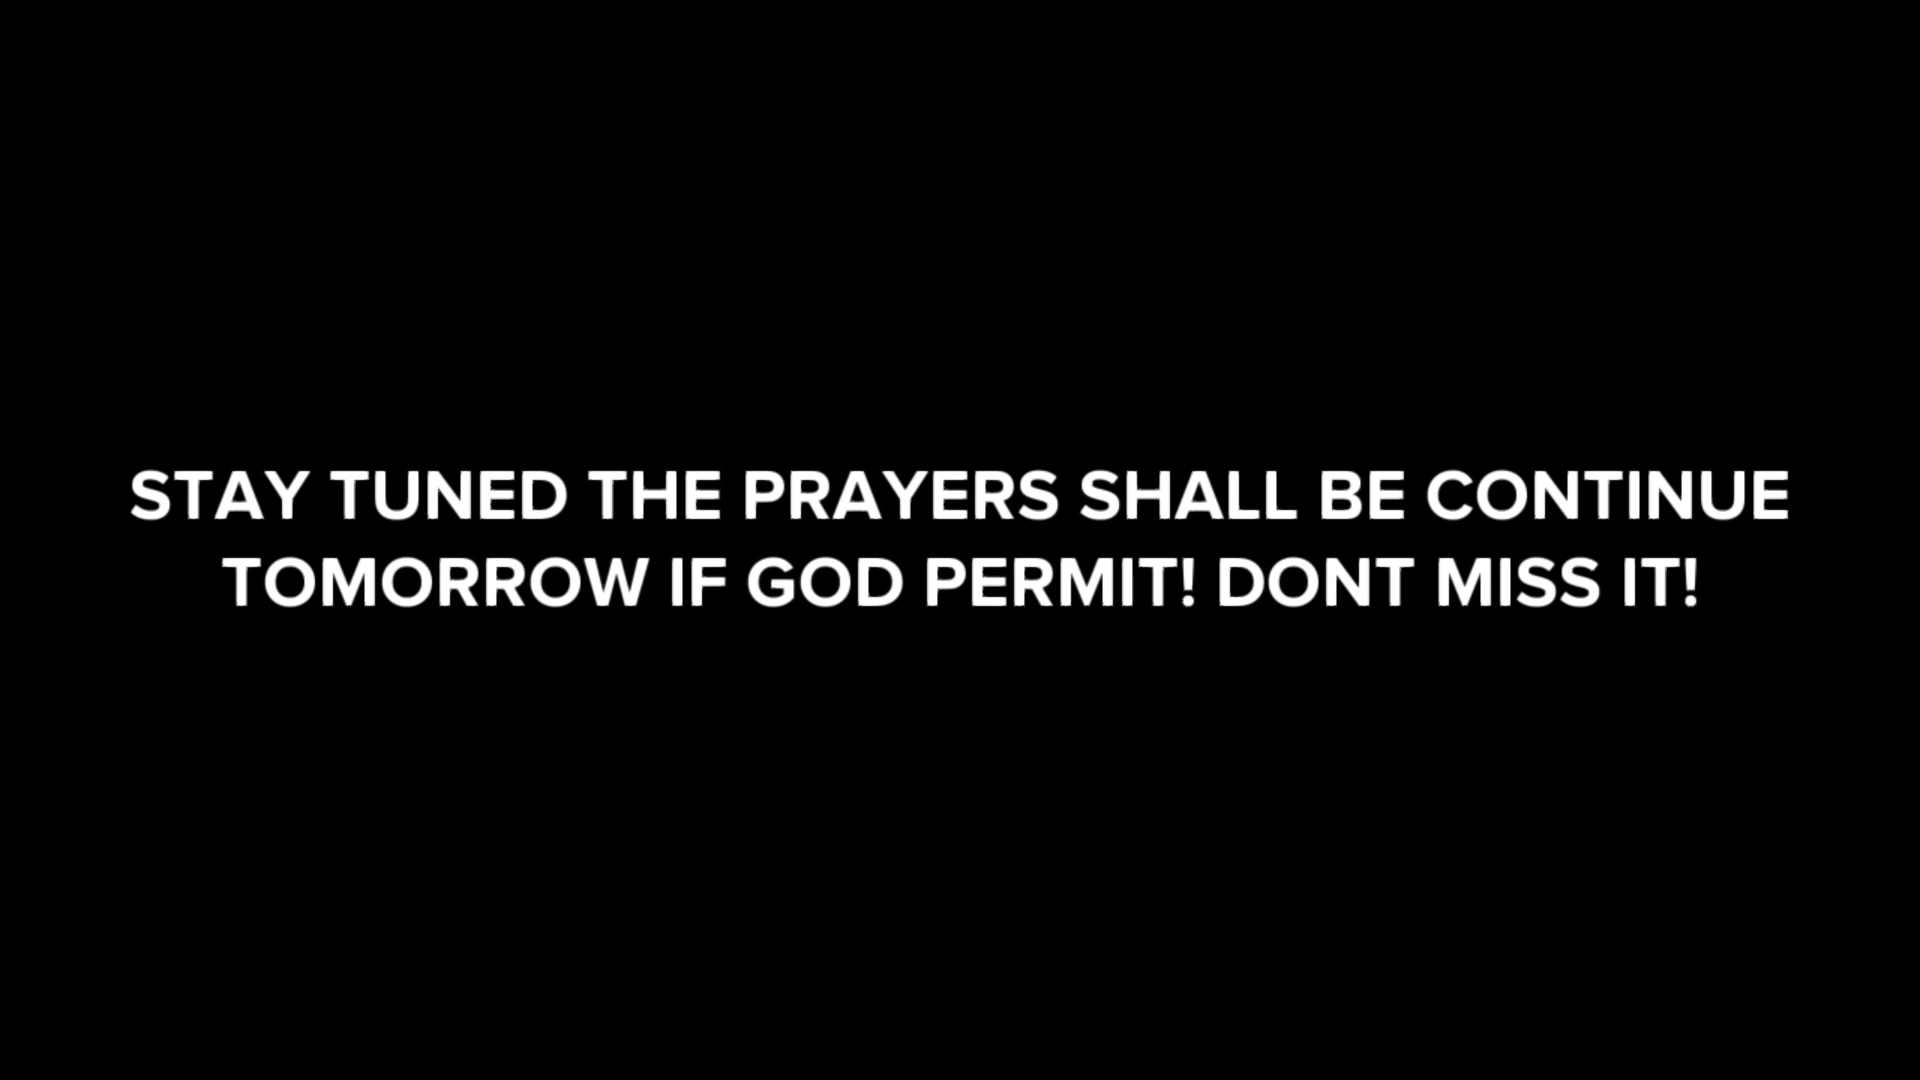 STAY TUNED THE PRAYERS SHALL BE CONTINUE
TOMORROW IF GOD PERMIT! DONT MISS IT!